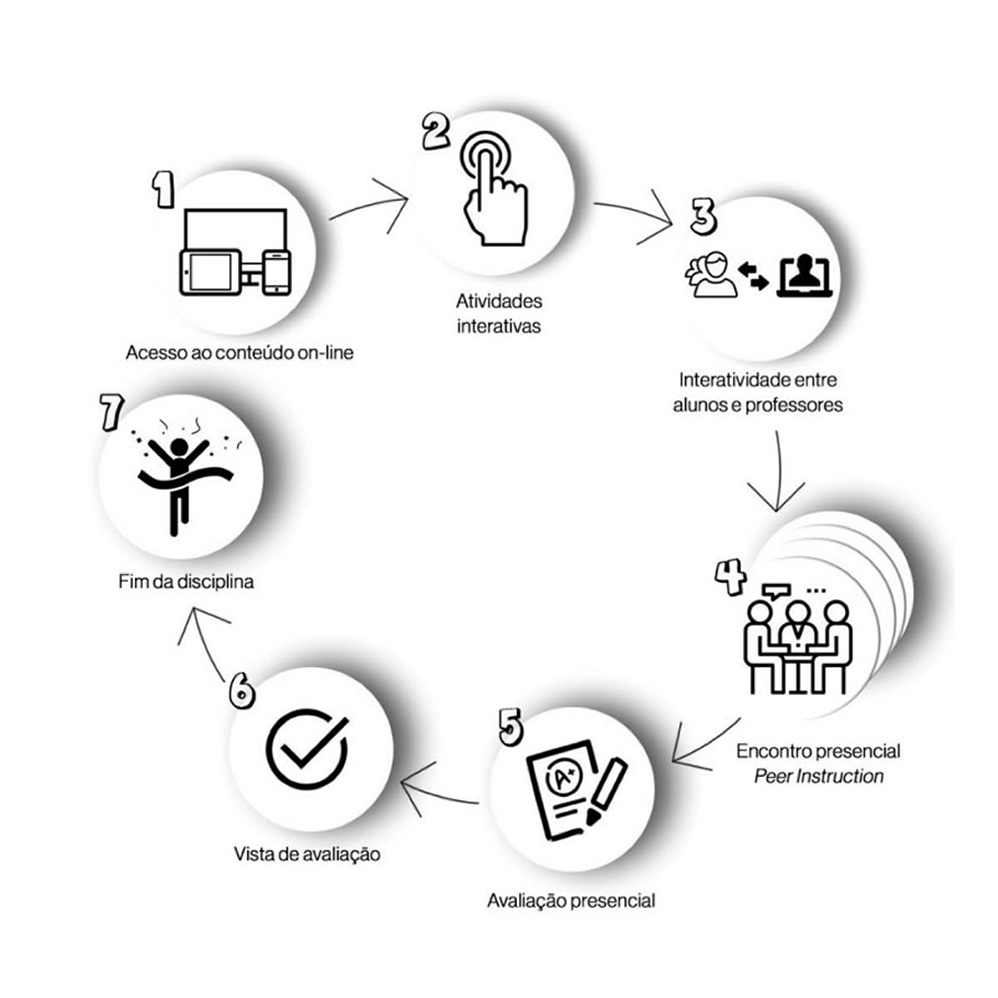 1
Acesso ao conteúdo on-line
2
Atividades
interativas
3
Interatividade entre
alunos e professores
4
Encontro presencial
Peer Instruction
5
A+
Avaliação presencial
6
Vista de avaliação
7
Fim da disciplina